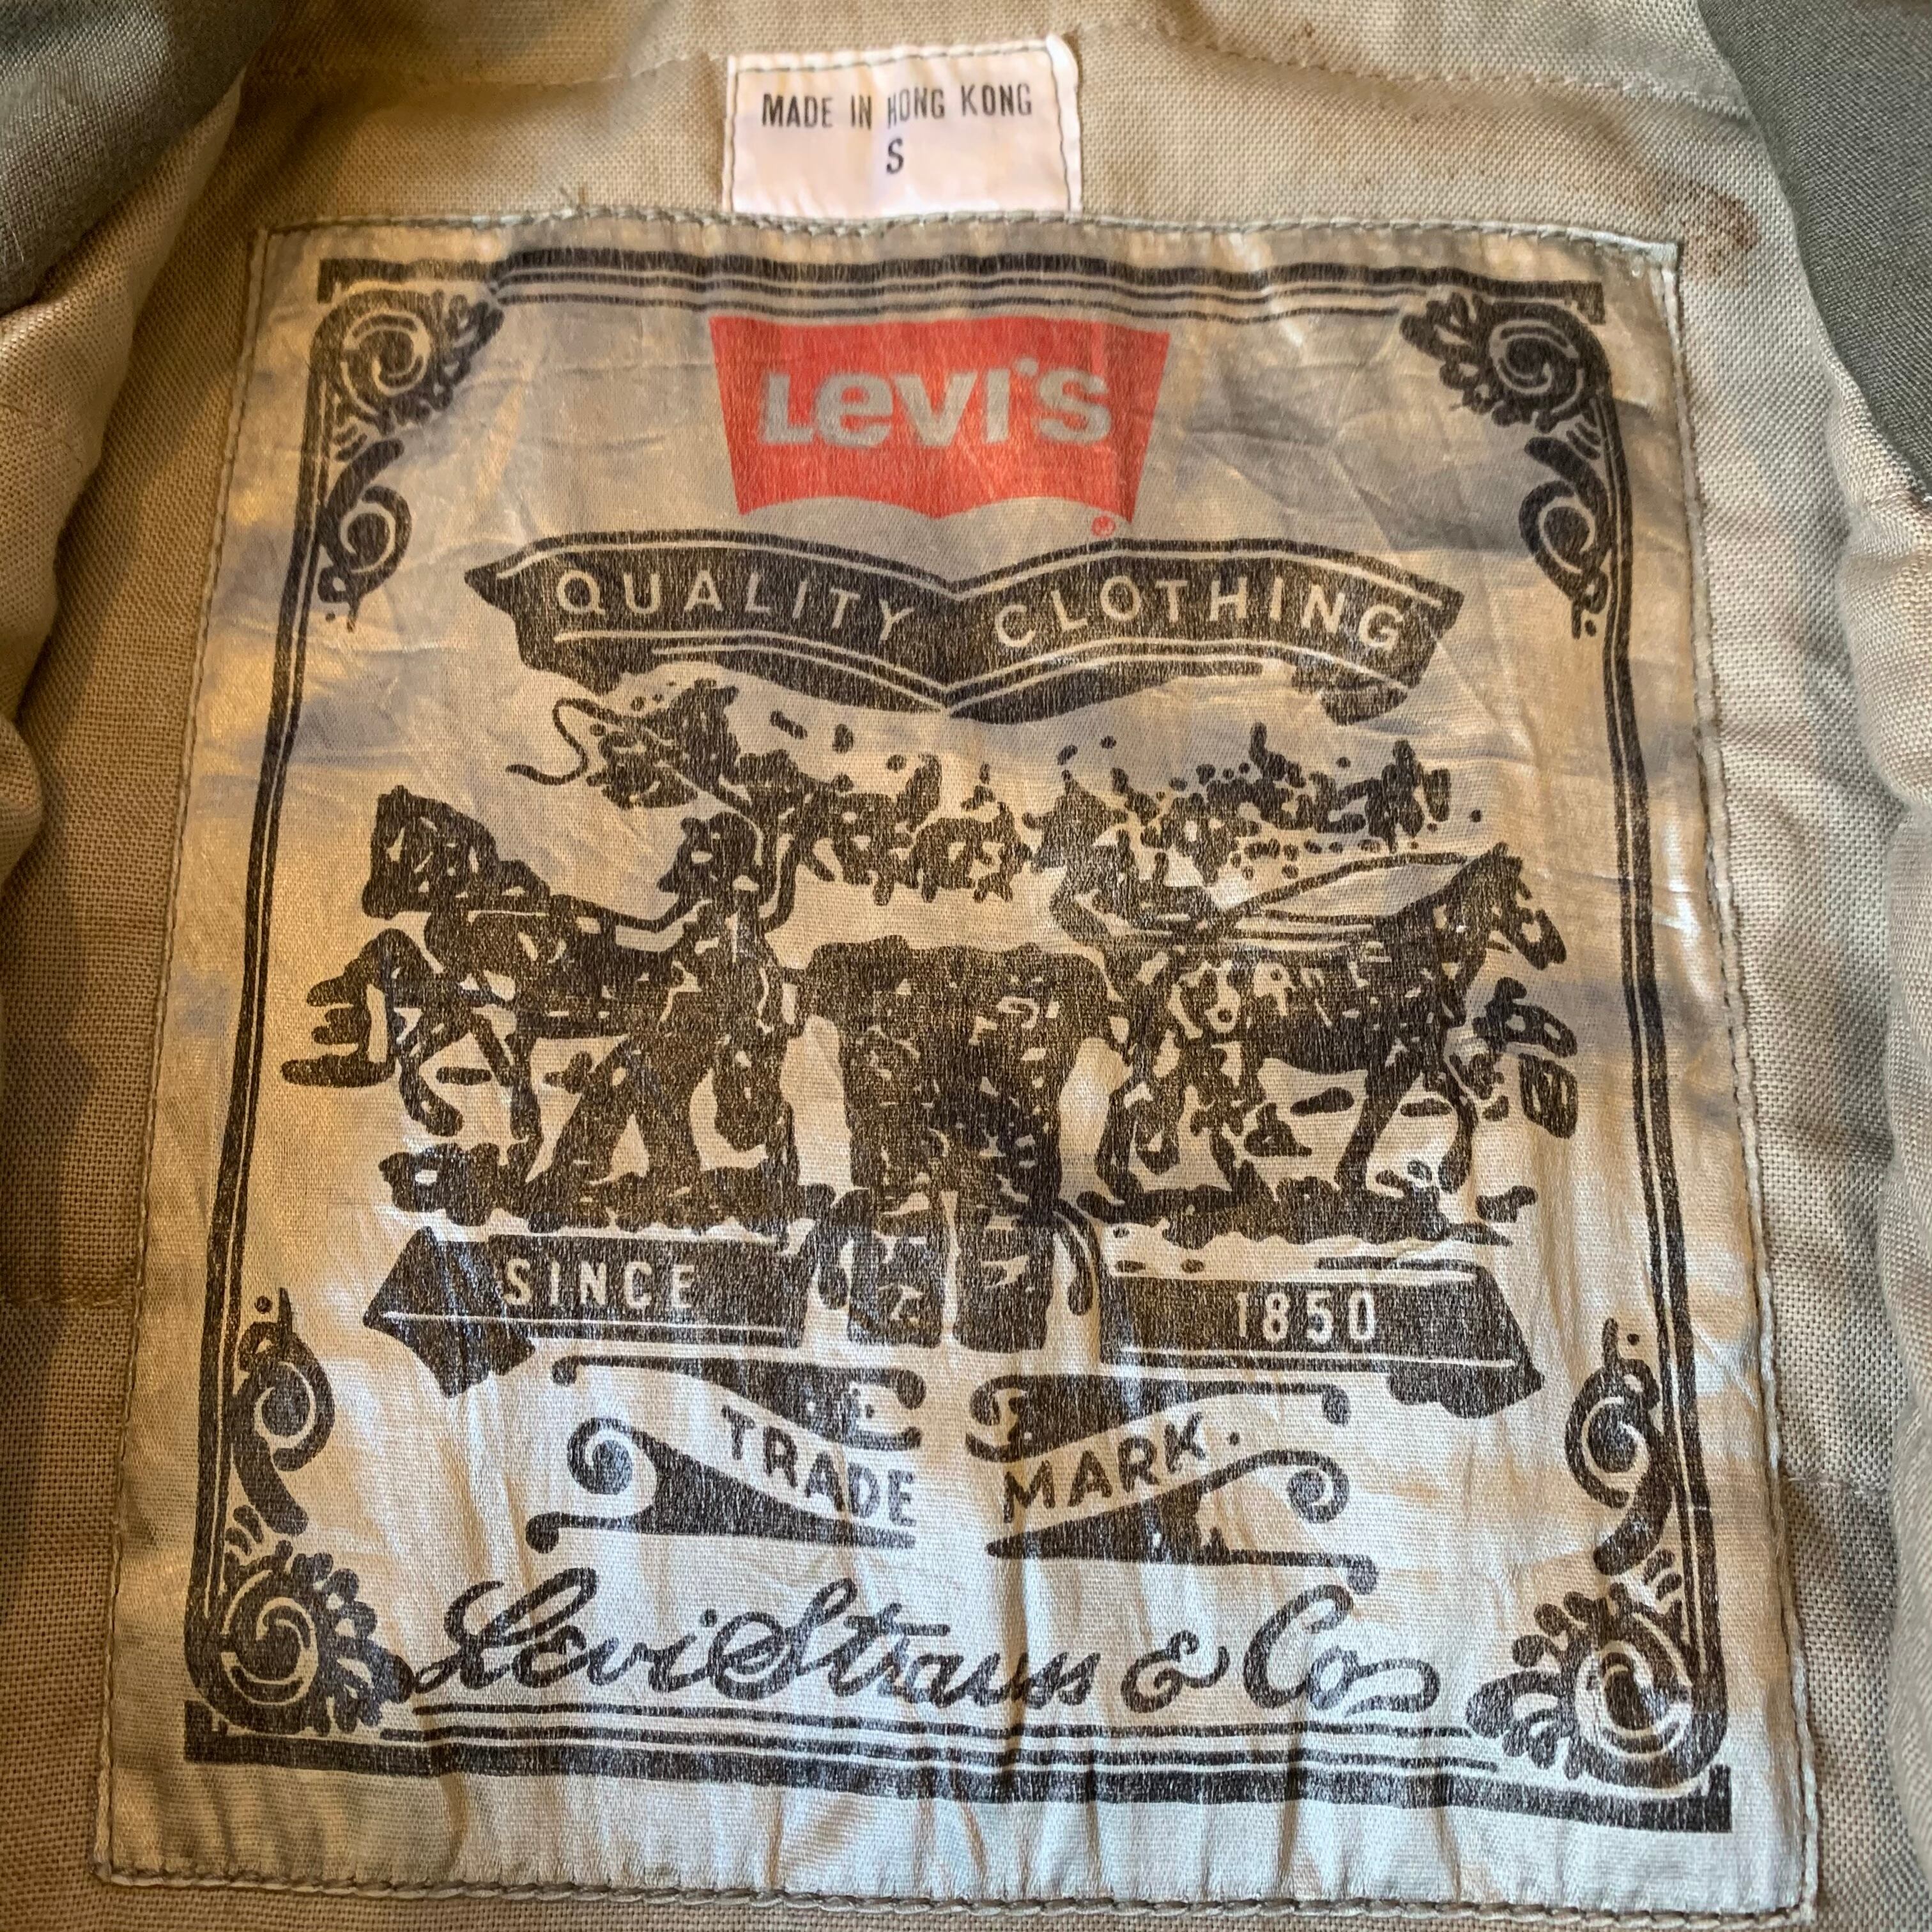 MADE IN HONG KONG
S
Levi's
®
QUALITY CLOTHING
SINCE 1850
TRADE MARK.
Levi Strauss & Co